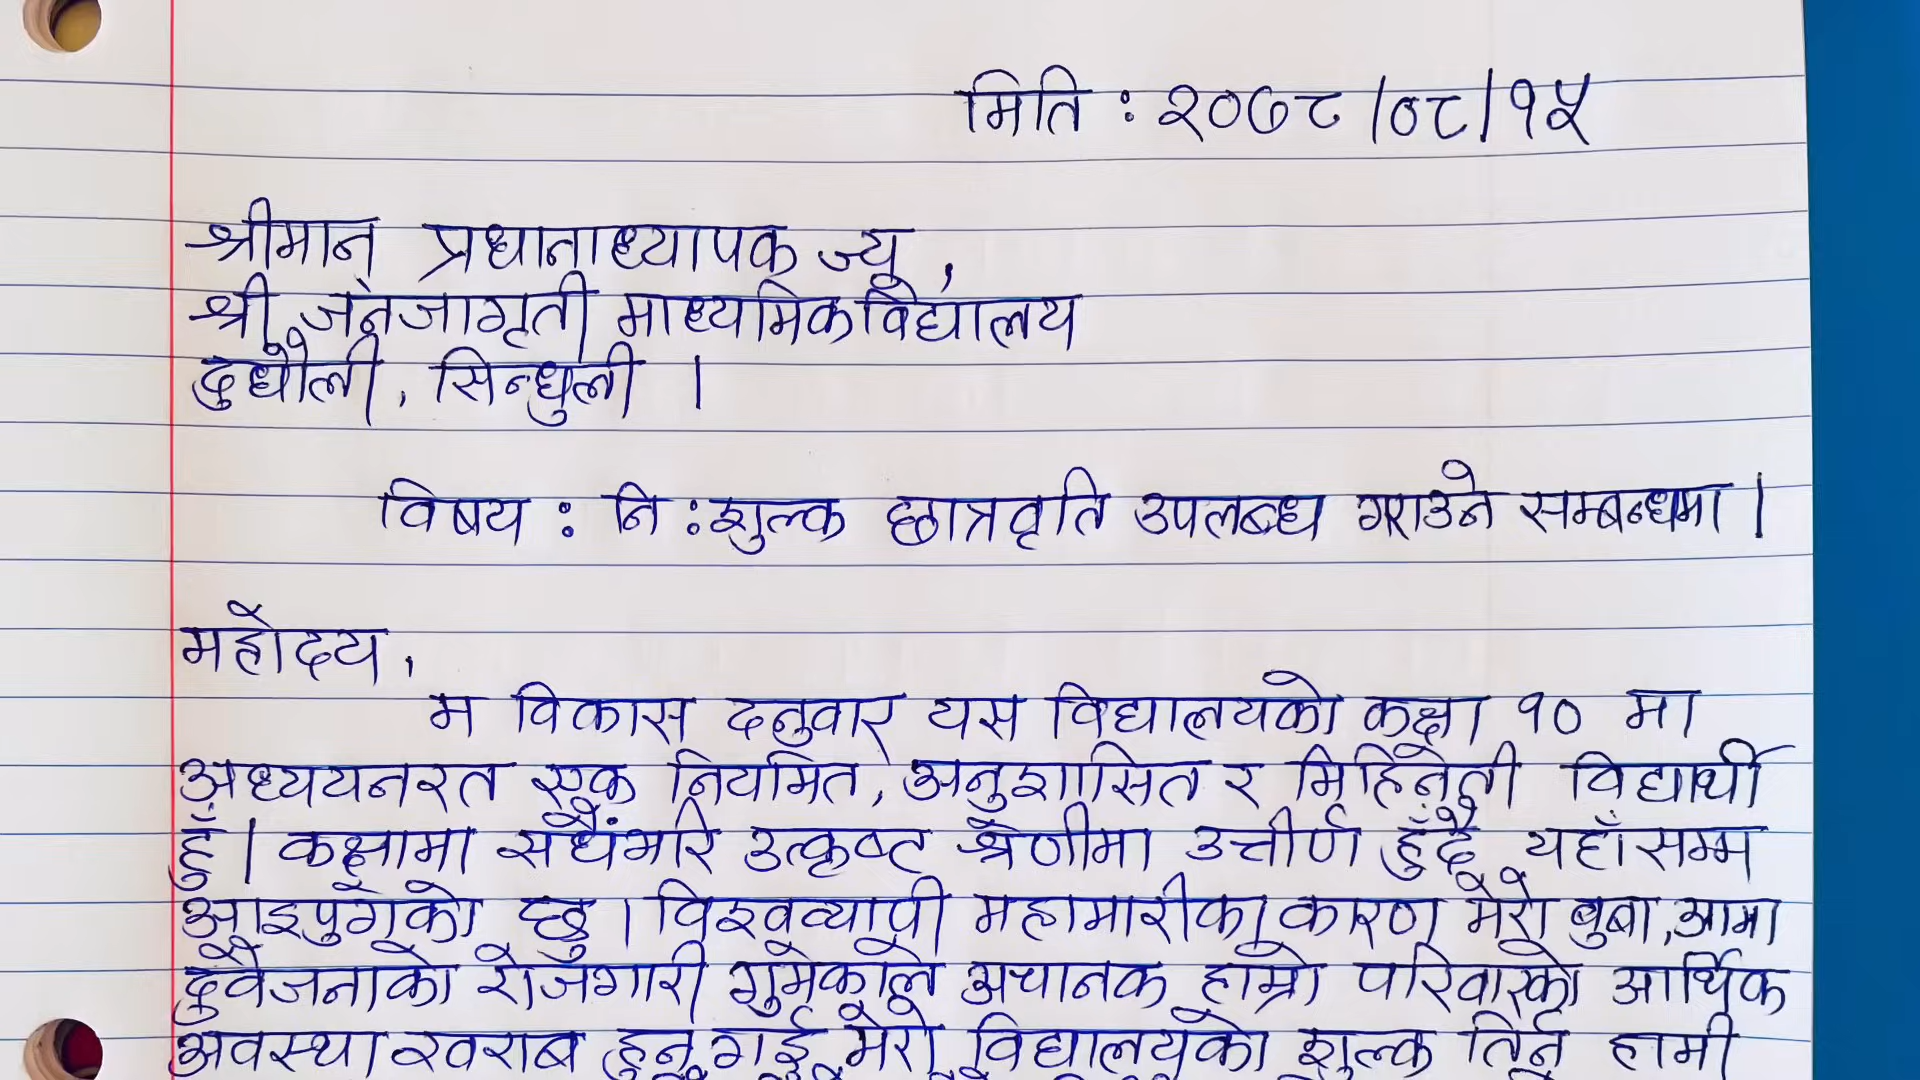 मिति : २०७८/०८/१५
श्रीमान् प्रधानाध्यापक ज्यू,
श्री जनजागृती माध्यमिक विद्यालय
दुधौली, सिन्धुली ।
विषय : नि :शुल्क छात्रवृति उपलब्ध गराउने सम्बन्धमा ।
महोदय,
म विकास दनुवार यस विद्यालयको कक्षा १० मा
अध्ययनरत एक नियमित, अनुशासित र मिहिनेती विद्यार्थी
हुँ । कक्षामा सधैंभरि उत्कृष्ट श्रेणीमा उत्तीर्ण हुँदै यहाँसम्म
आइपुगेको छु । विश्वव्यापी महामारीका कारण मेरो बुबा, आमा
दुवैजनाको रोजगारी गुमेकोले अचानक हाम्रो परिवारको आर्थिक
अवस्था खराब हुन गई मेरो विद्यालयको शुल्क तिर्न हामी